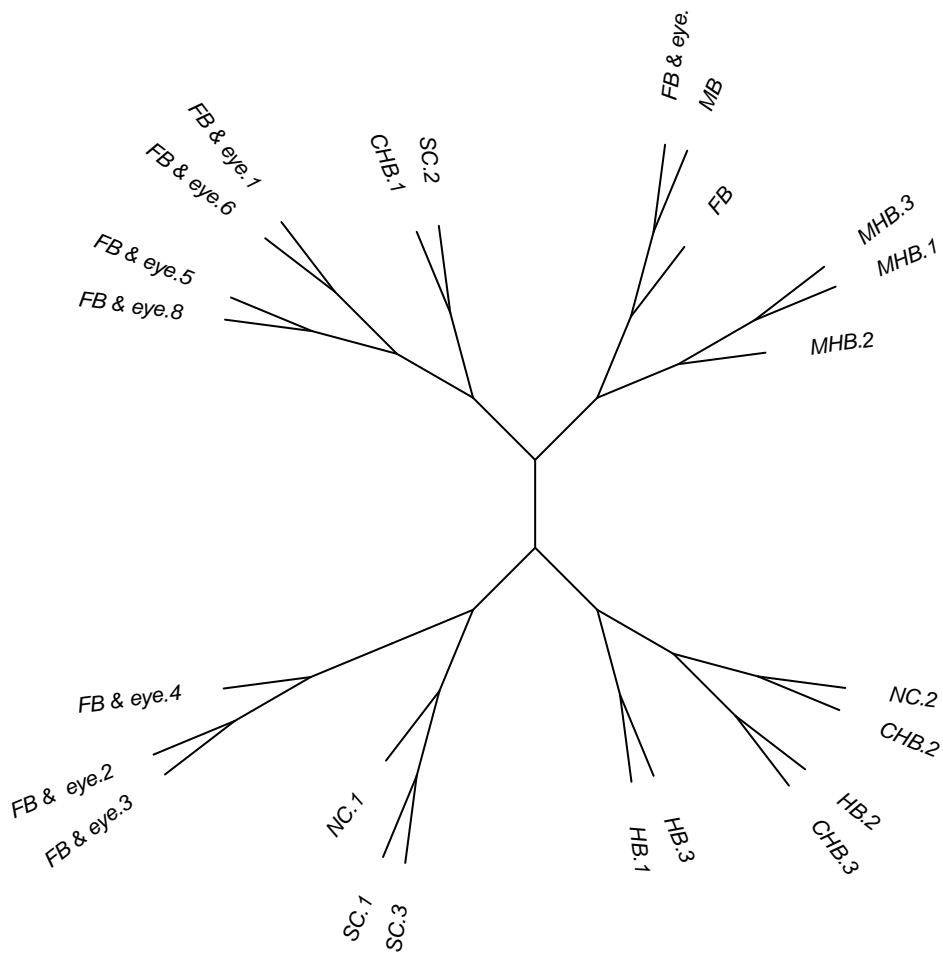 FB & eye.
MB
FB & eye.1
FB & eye.6
CHB.1
SC.2
FB
MHB.3
MHB.1
FB & eye.5
FB & eye.8
MHB.2
FB & eye.4
NC.2
CHB.2
FB & eye.2
FB & eye.3
NC.1
HB.1
HB.3
HB.2
CHB.3
SC.1
SC.3